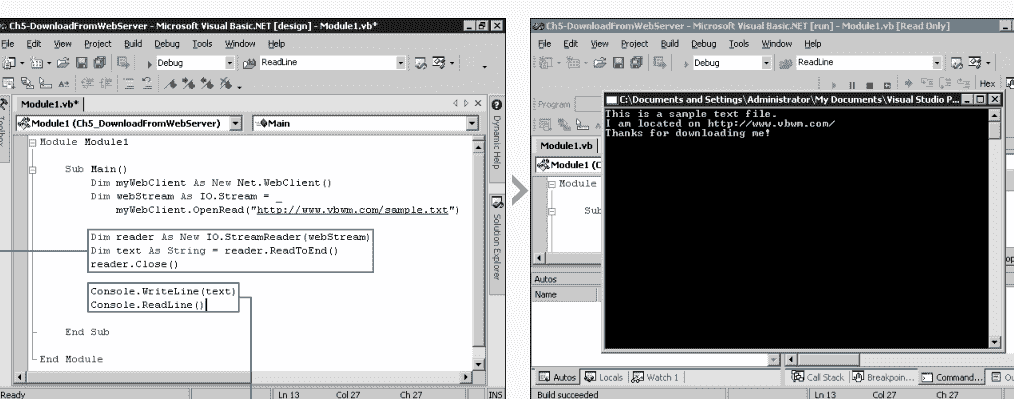 Ch5-DownloadFromWebServer - Microsoft Visual Basic.NET [design] - Module1.vb*
File Edit View Project Build Debug Tools Window Help
Debug ReadLine
Module1.vb*
Module1 (Ch5_DownloadFromWebServer) Main
Module Module1
Sub Main()
Dim myWebClient As New Net.WebClient()
Dim webStream As IO.Stream = _
myWebClient.OpenRead("http://www.vbwm.com/sample.txt")
Dim reader As New IO.StreamReader(webStream)
Dim text As String = reader.ReadToEnd()
reader.Close()
Console.WriteLine(text)
Console.ReadLine()
End Sub
End Module
Toolbox
Dynamic Help
Solution Explorer
Ready Ln 13 Col 27 Ch 27 INS
Ch5-DownloadFromWebServer - Microsoft Visual Basic.NET [run] - Module1.vb [Read Only]
File Edit View Project Build Debug Tools Window Help
Debug ReadLine
Hex
Program
C:\Documents and Settings\Administrator\My Documents\Visual Studio P...
This is a sample text file.
I am located on http://www.vbwm.com/
Thanks for downloading me!
Module1.vb
Module1 (C
Module
Sub
Autos
Name
Autos Locals Watch 1 Call Stack Breakpoin... Command... Ou
Build succeeded Ln 13 Col 27 Ch 27